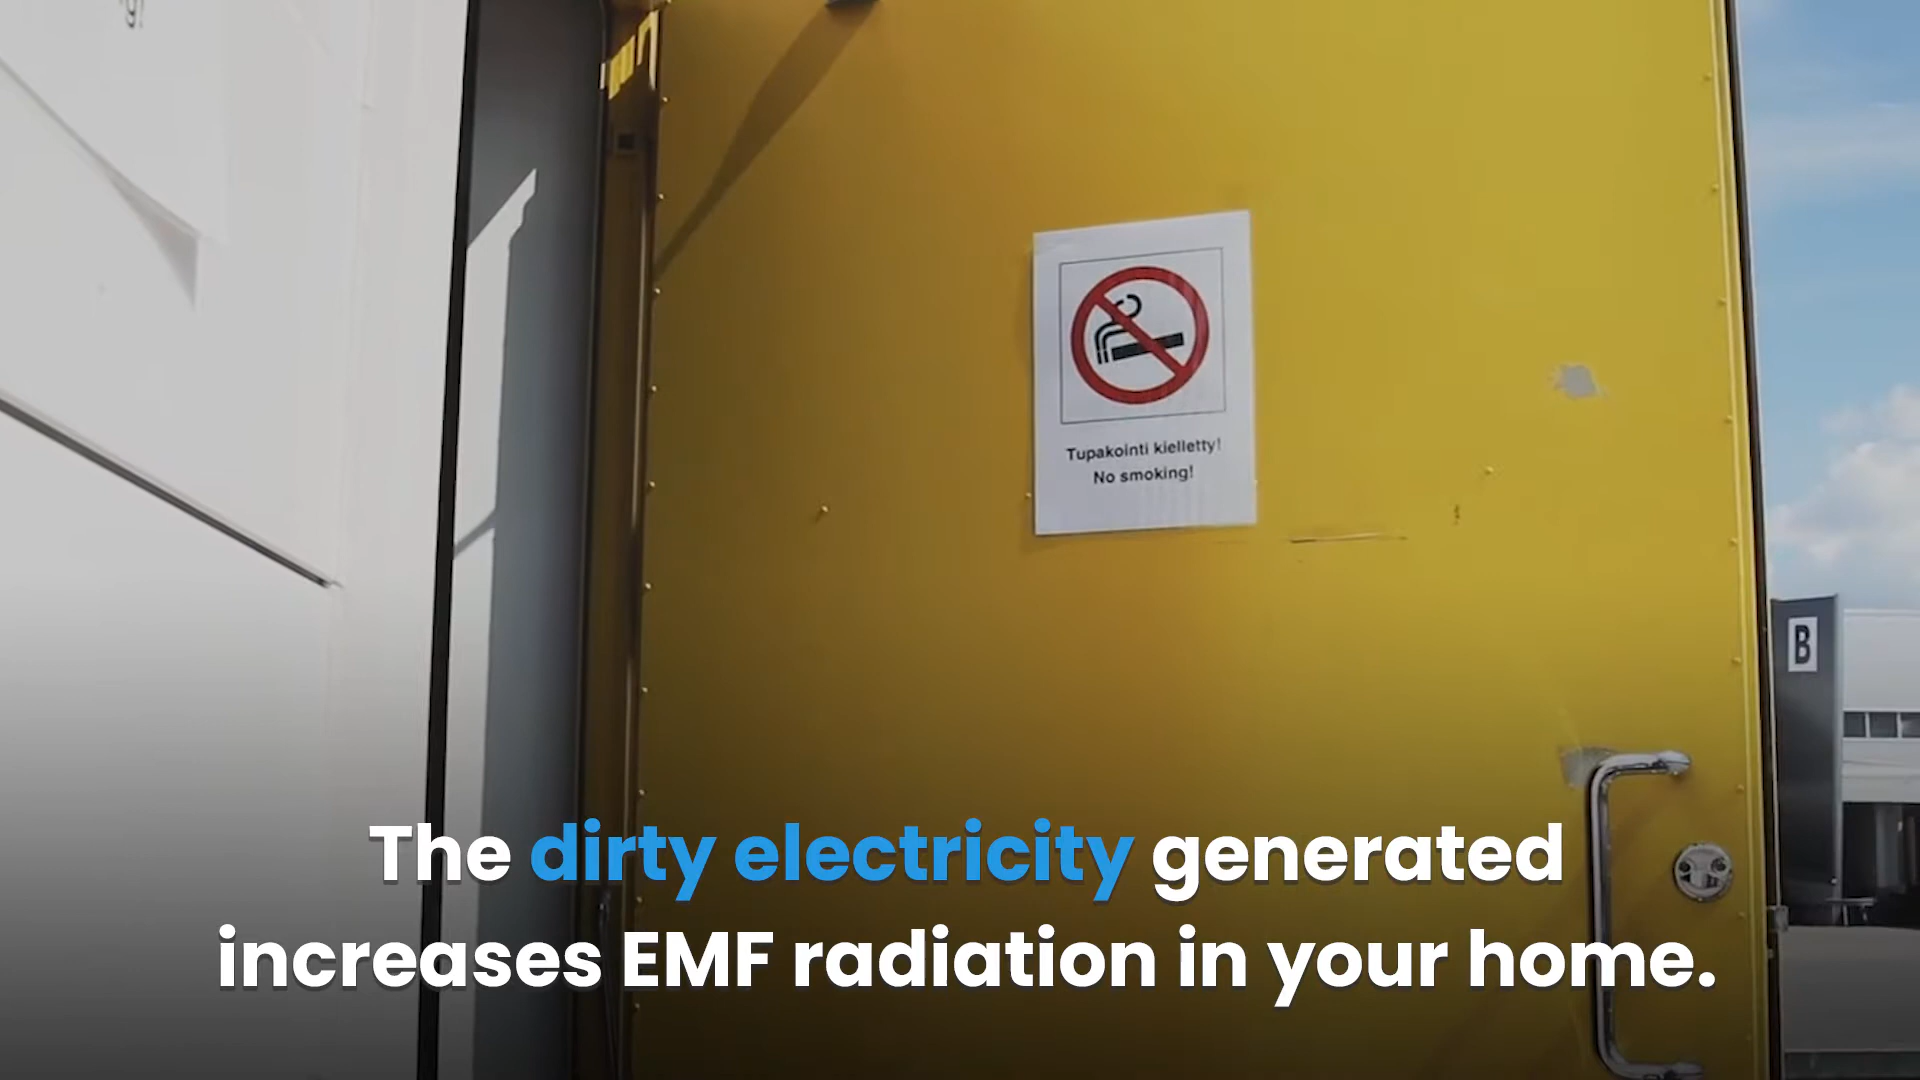 Tupakointi kielletty!
No smoking!
B
The dirty electricity generated
increases EMF radiation in your home.